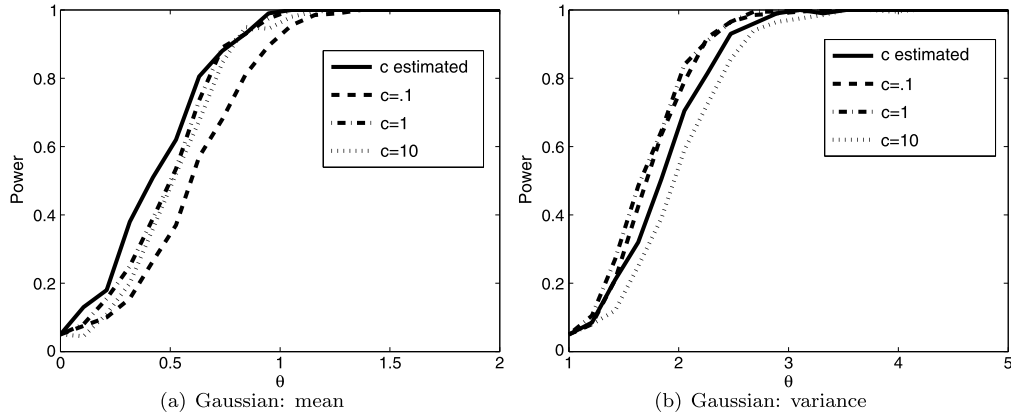 1
0.8
0.6
0.4
0.2
0
Power
0
0.5
1
1.5
2
θ
c estimated
c=.1
c=1
c=10
(a) Gaussian: mean
1
0.8
0.6
0.4
0.2
0
Power
1
2
3
4
5
θ
c estimated
c=.1
c=1
c=10
(b) Gaussian: variance